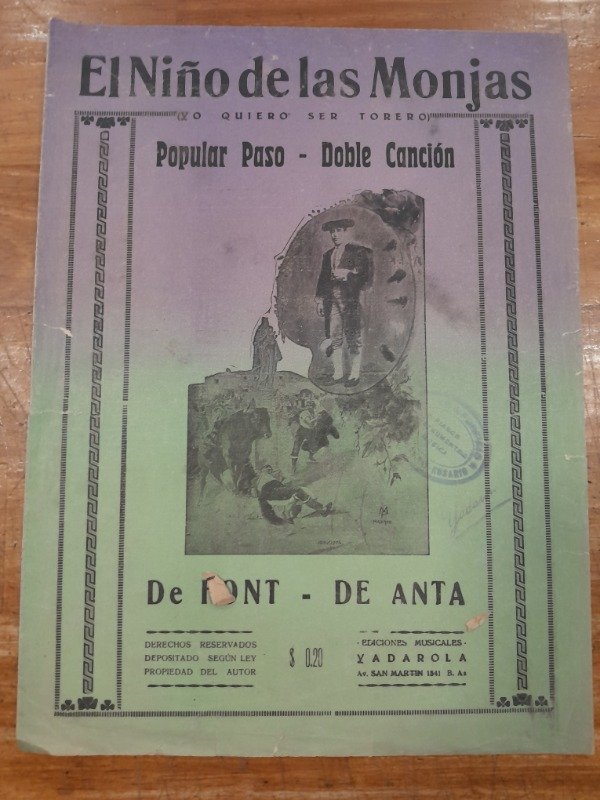 El Niño de las Monjas
(YO QUIERO SER TORERO)
Popular Paso - Doble Canción
ROSARIO
De FONT - DE ANTA
DERECHOS RESERVADOS
DEPOSITADO SEGÚN LEY
PROPIEDAD DEL AUTOR
$ 0.20
- EDICIONES MUSICALES -
YADAROLA
Av. SAN MARTIN 1541 B. As